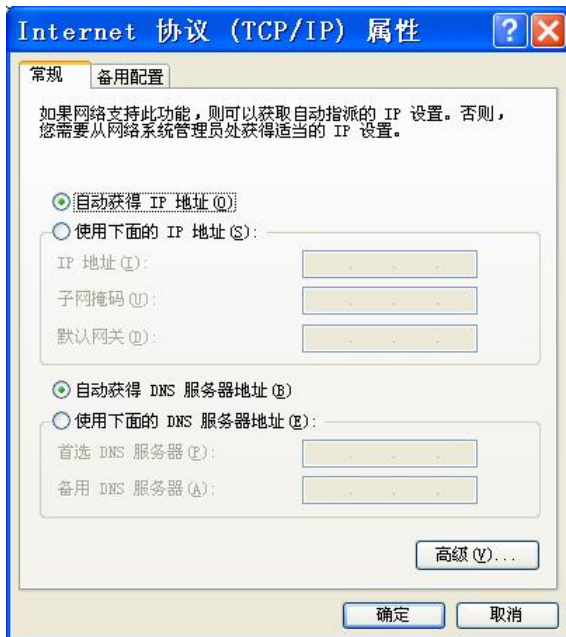 Internet 协议 (TCP/IP) 属性
常规
备用配置
如果网络支持此功能，则可以获取自动指派的 IP 设置。否则，
您需要从网络系统管理员处获得适当的 IP 设置。
自动获得 IP 地址(O)
使用下面的 IP 地址(S):
IP 地址(I):
子网掩码(U):
默认网关(D):
自动获得 DNS 服务器地址(B)
使用下面的 DNS 服务器地址(E):
首选 DNS 服务器(P):
备用 DNS 服务器(A):
高级(V)...
确定
取消